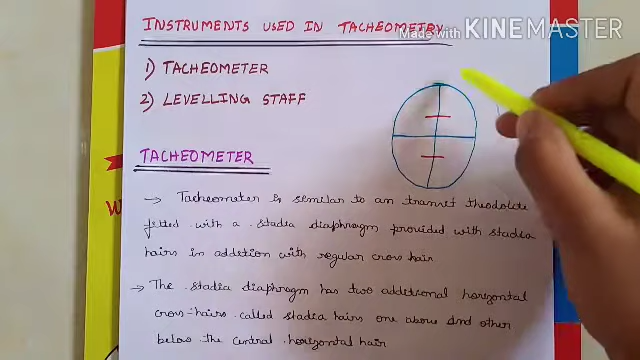 INSTRUMENTS USED IN TACHEOMETRY
Made with KINEMASTER
1) TACHEOMETER
2) LEVELLING STAFF
TACHEOMETER
→ Tacheometer is similar to an transit theodolite
fitted with a stadia diaphragm provided with stadia
hairs in addition with regular cross hair
→ The stadia diaphragm has two additional horizontal
cross-hairs called stadia hairs one above and other
below the central horizontal hair